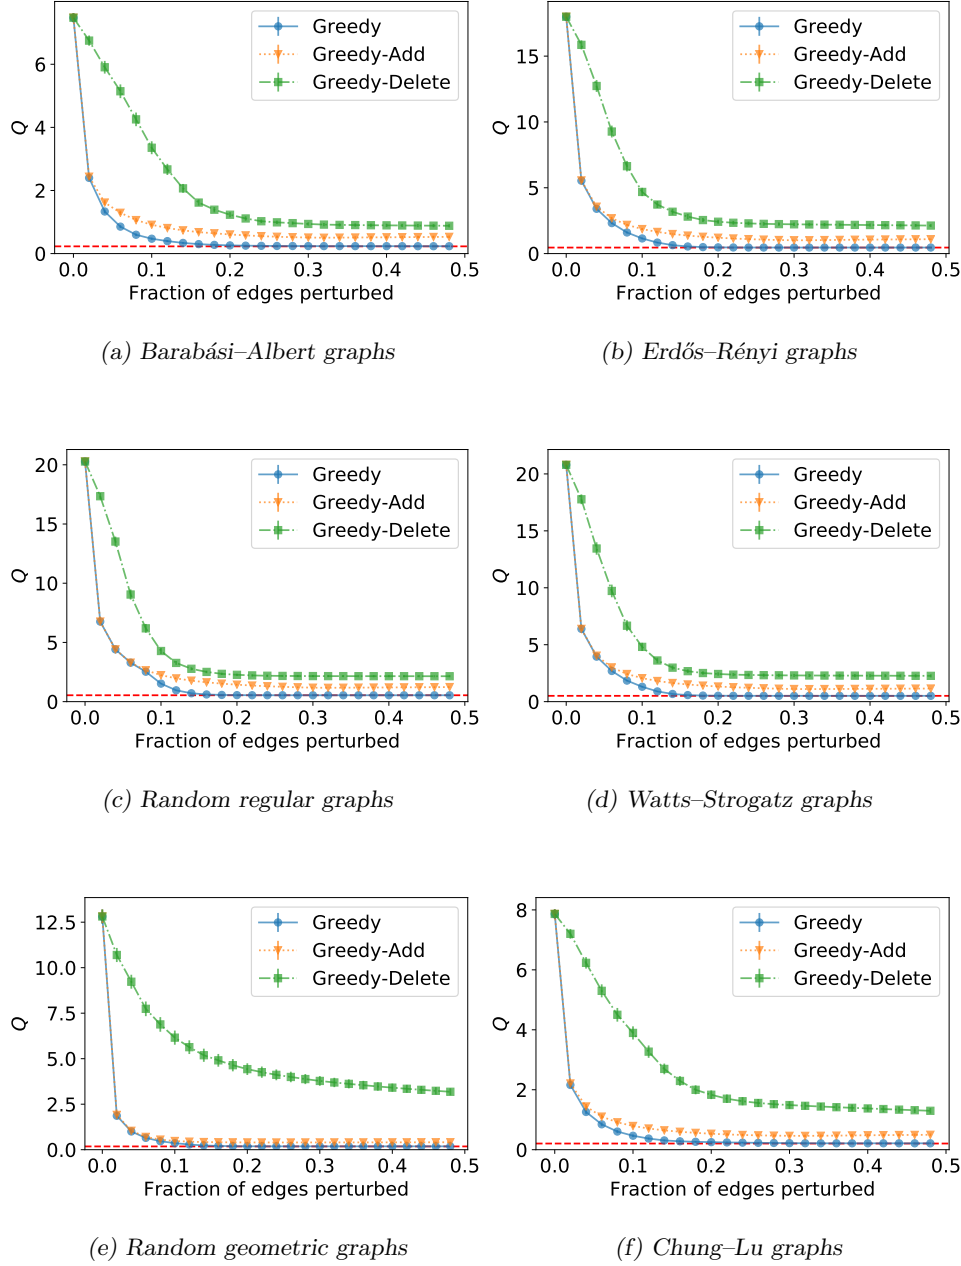 Greedy
Greedy-Add
Greedy-Delete
6
4
2
0
Q
0.0 0.1 0.2 0.3 0.4 0.5
Fraction of edges perturbed
(a) Barabási–Albert graphs
Greedy
Greedy-Add
Greedy-Delete
15
10
5
0
Q
0.0 0.1 0.2 0.3 0.4 0.5
Fraction of edges perturbed
(b) Erdős–Rényi graphs
Greedy
Greedy-Add
Greedy-Delete
20
15
10
5
0
Q
0.0 0.1 0.2 0.3 0.4 0.5
Fraction of edges perturbed
(c) Random regular graphs
Greedy
Greedy-Add
Greedy-Delete
20
15
10
5
0
Q
0.0 0.1 0.2 0.3 0.4 0.5
Fraction of edges perturbed
(d) Watts–Strogatz graphs
Greedy
Greedy-Add
Greedy-Delete
12.5
10.0
7.5
5.0
2.5
0.0
Q
0.0 0.1 0.2 0.3 0.4 0.5
Fraction of edges perturbed
(e) Random geometric graphs
Greedy
Greedy-Add
Greedy-Delete
8
6
4
2
0
Q
0.0 0.1 0.2 0.3 0.4 0.5
Fraction of edges perturbed
(f) Chung–Lu graphs